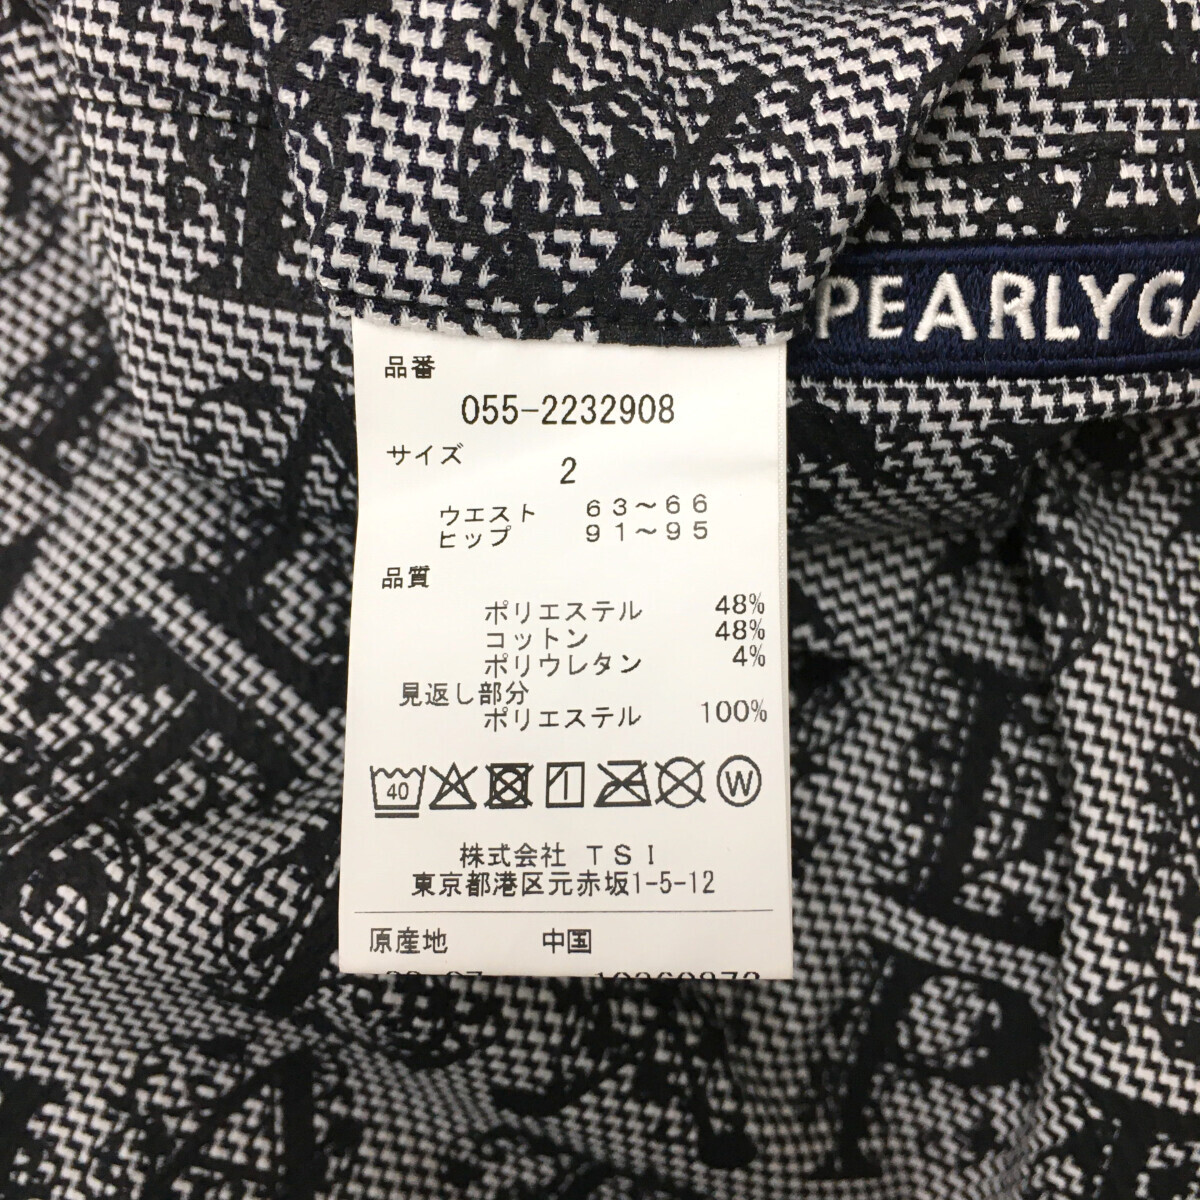 PEARLYGA
品番
055-2232908
サイズ
2
ウエスト 63〜66
ヒップ 91〜95
品質
ポリエステル 48%
コットン 48%
ポリウレタン 4%
見返し部分
ポリエステル 100%
40
W
株式会社 TSI
東京都港区元赤坂1-5-12
原産地 中国